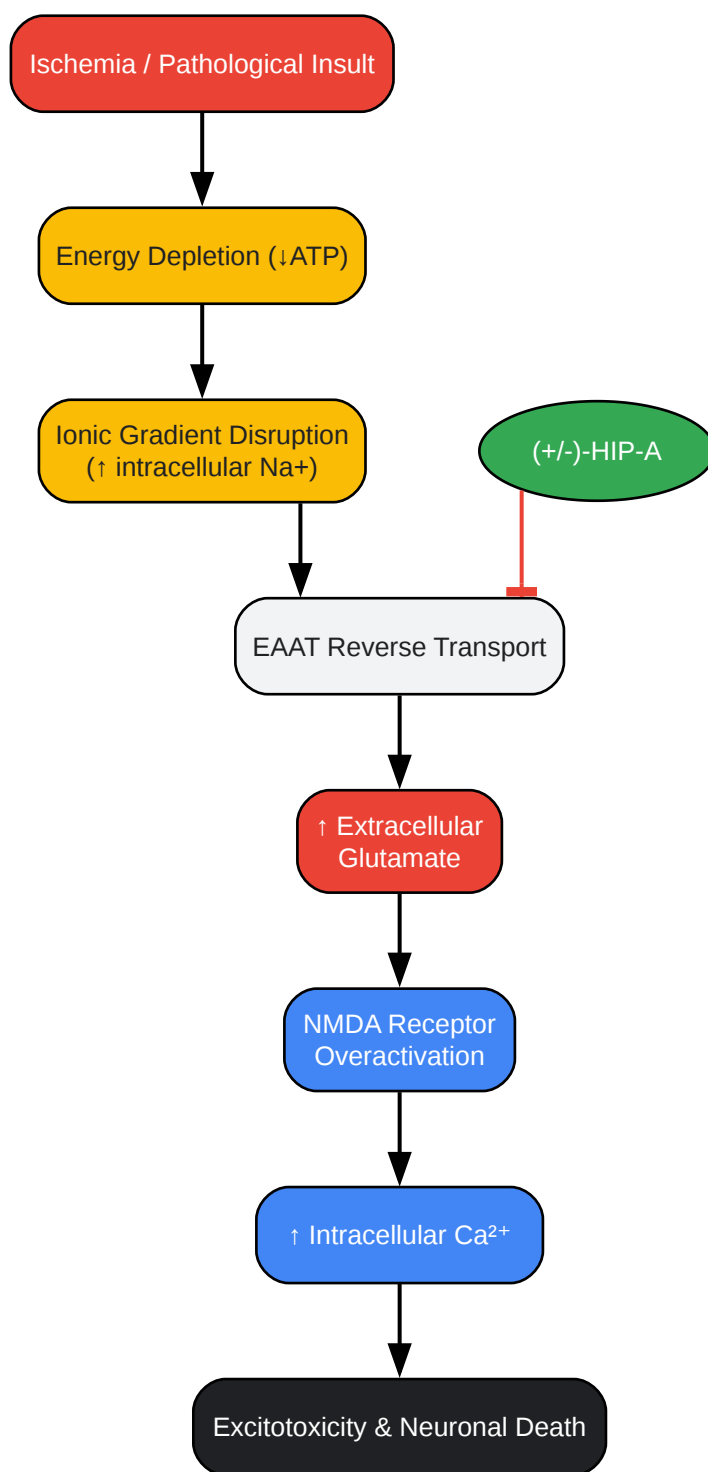 Ischemia / Pathological Insult
Energy Depletion (↓ATP)
Ionic Gradient Disruption
(↑ intracellular Na+)
(+/-)-HIP-A
EAAT Reverse Transport
↑ Extracellular
Glutamate
NMDA Receptor
Overactivation
↑ Intracellular Ca²⁺
Excitotoxicity & Neuronal Death